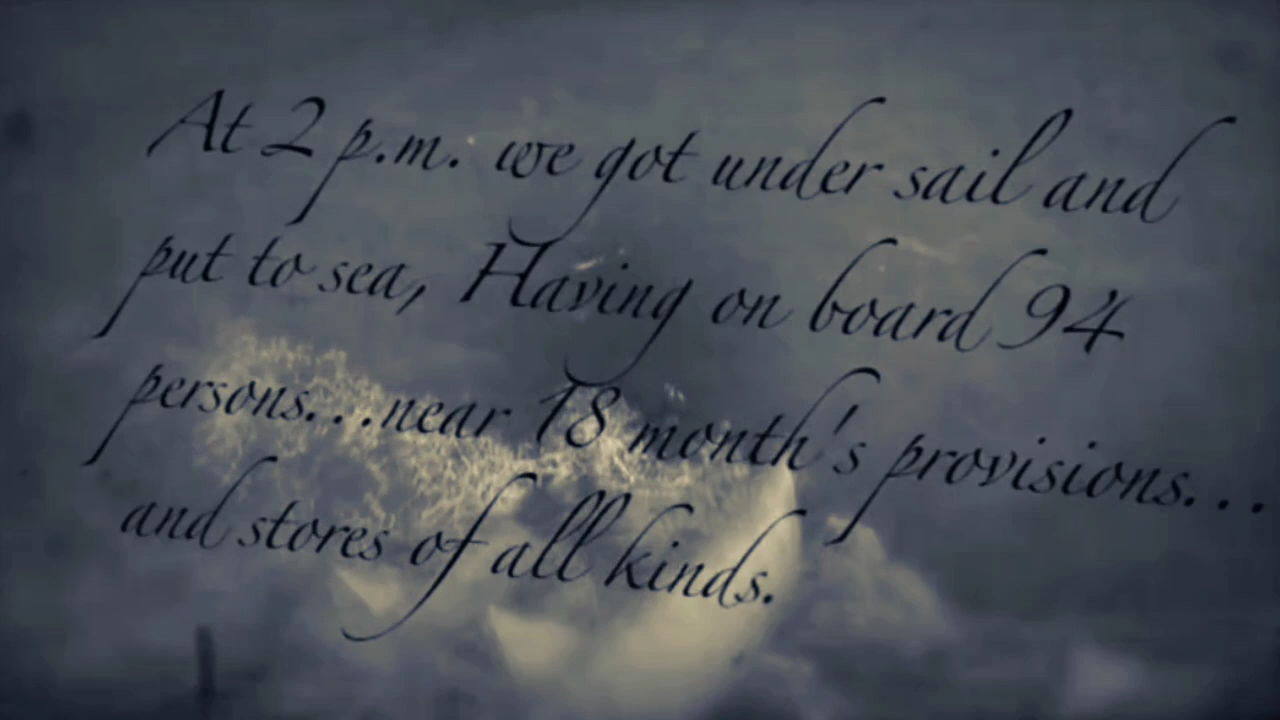 At 2 p.m. we got under sail and
put to sea, Having on board 94
persons...near 18 month's provisions...
and stores of all kinds.